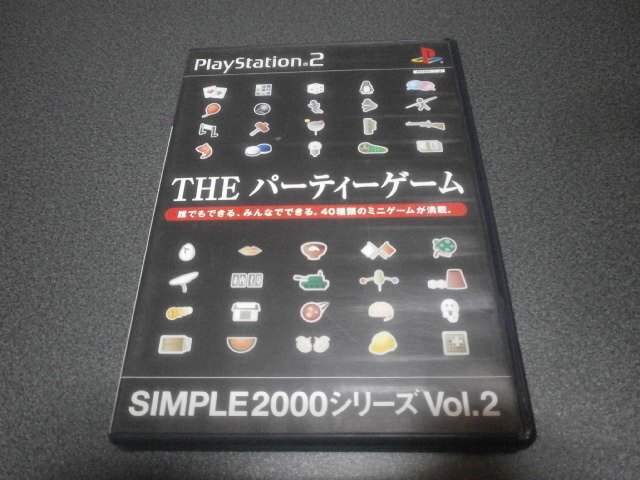 PlayStation.2
THE パーティーゲーム
誰でもできる。みんなでできる。40種類のミニゲームが満載。
SIMPLE2000シリーズ Vol.2